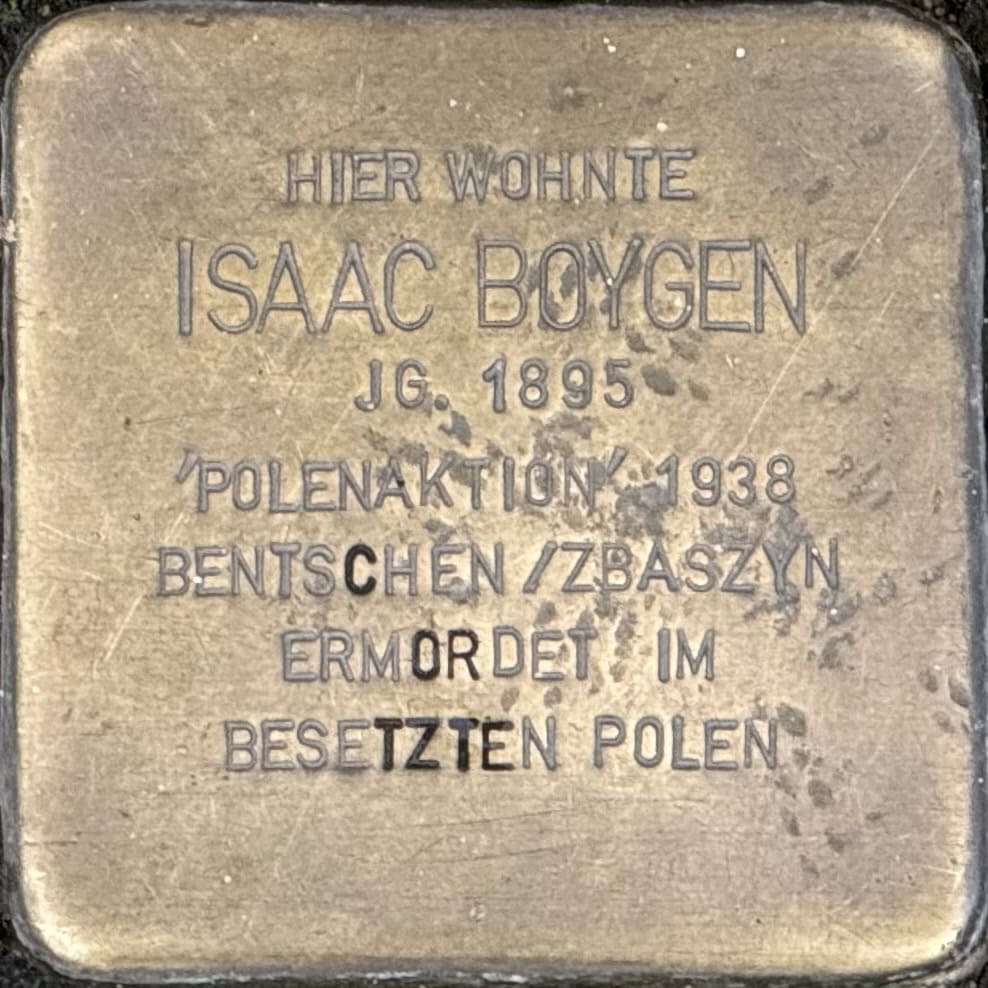 HIER WOHNTE
ISAAC BOYGEN
JG. 1895
'POLENAKTION' 1938
BENTSCHEN/ZBASZYN
ERMORDET IM
BESETZTEN POLEN